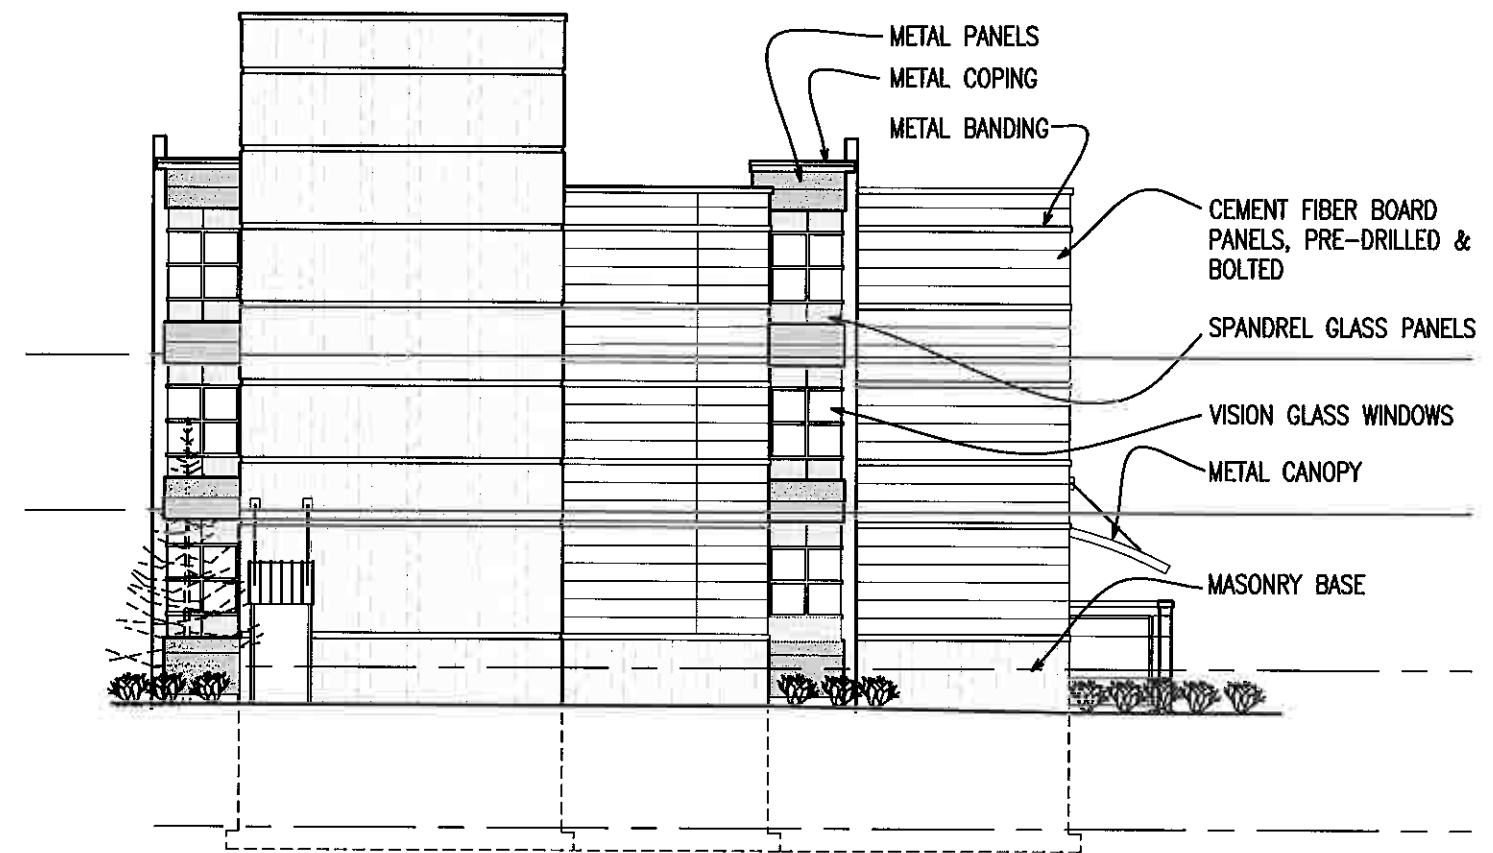 METAL PANELS
METAL COPING
METAL BANDING
CEMENT FIBER BOARD
PANELS, PRE-DRILLED &
BOLTED
SPANDREL GLASS PANELS
VISION GLASS WINDOWS
METAL CANOPY
MASONRY BASE